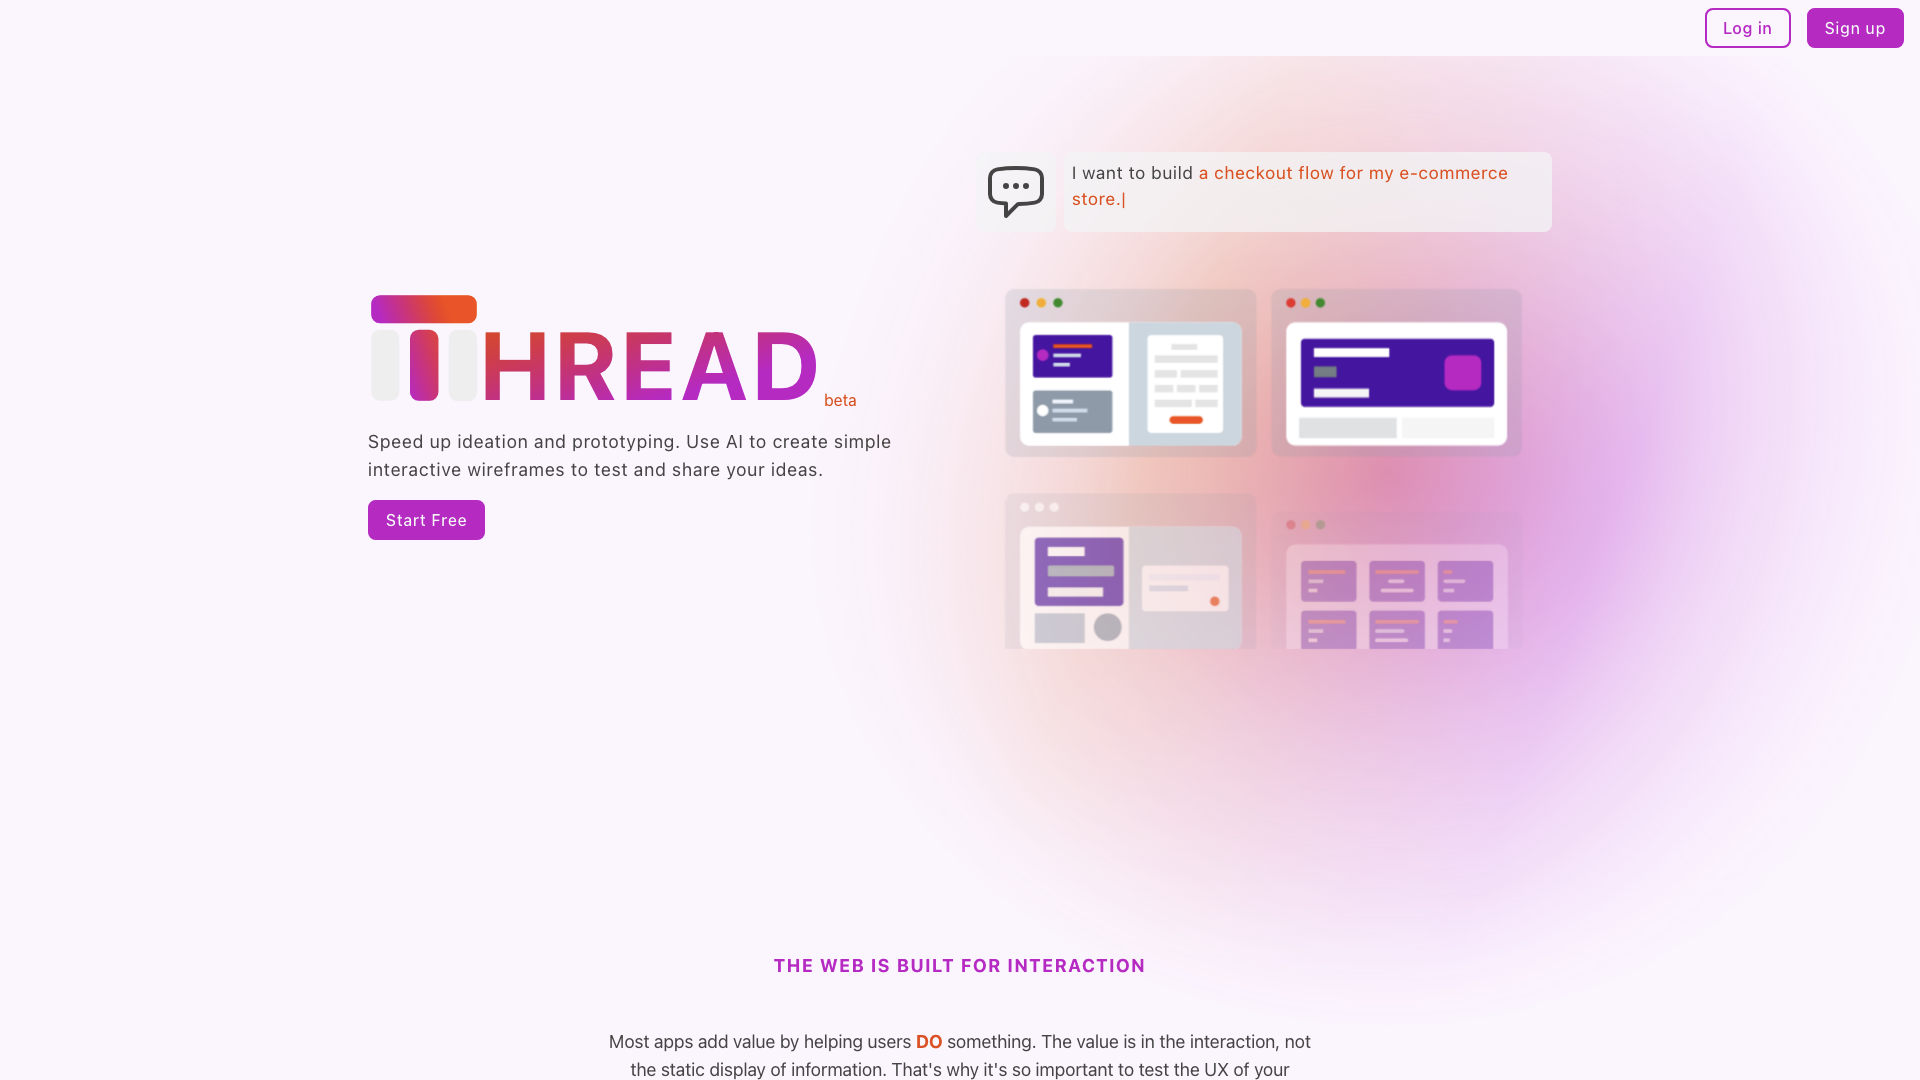 Log in
Sign up
I want to build a checkout flow for my e-commerce
store.|
THREAD
beta
Speed up ideation and prototyping. Use AI to create simple
interactive wireframes to test and share your ideas.
Start Free
THE WEB IS BUILT FOR INTERACTION
Most apps add value by helping users DO something. The value is in the interaction, not
the static display of information. That's why it's so important to test the UX of your